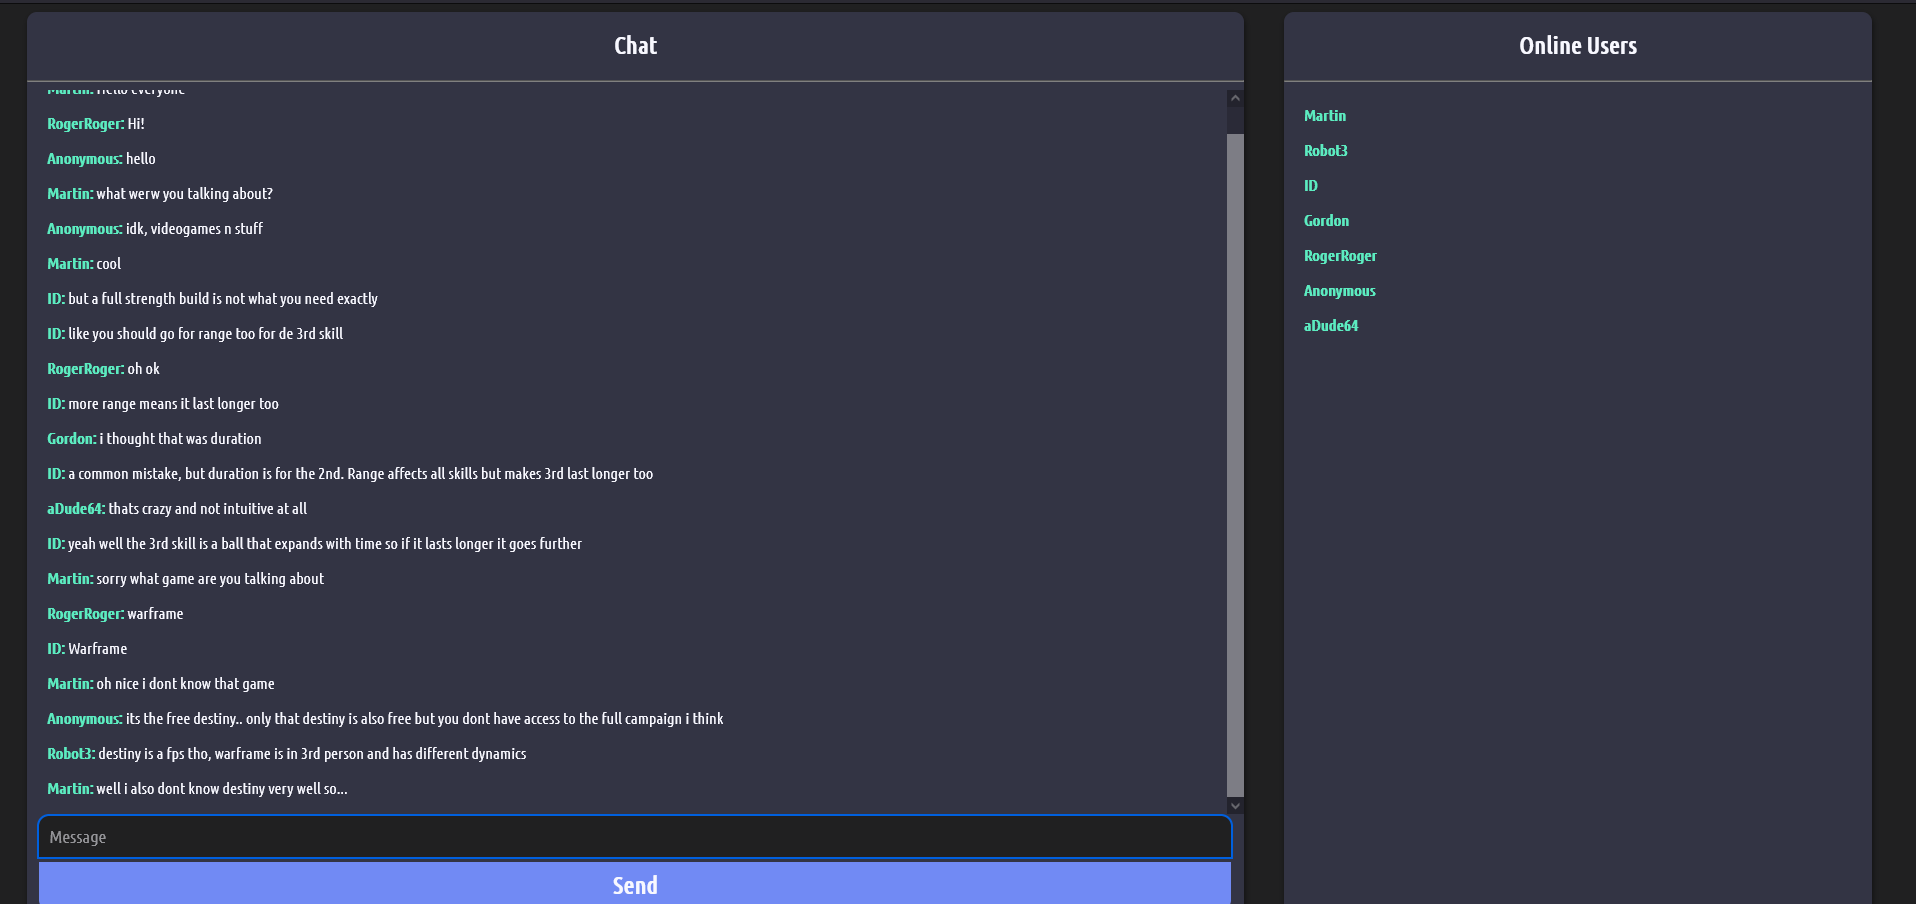 Chat
Martin: Hello everyone
RogerRoger: Hi!
Anonymous: hello
Martin: what werw you talking about?
Anonymous: idk, videogames n stuff
Martin: cool
ID: but a full strength build is not what you need exactly
ID: like you should go for range too for de 3rd skill
RogerRoger: oh ok
ID: more range means it last longer too
Gordon: i thought that was duration
ID: a common mistake, but duration is for the 2nd. Range affects all skills but makes 3rd last longer too
aDude64: thats crazy and not intuitive at all
ID: yeah well the 3rd skill is a ball that expands with time so if it lasts longer it goes further
Martin: sorry what game are you talking about
RogerRoger: warframe
ID: Warframe
Martin: oh nice i dont know that game
Anonymous: its the free destiny.. only that destiny is also free but you dont have access to the full campaign i think
Robot3: destiny is a fps tho, warframe is in 3rd person and has different dynamics
Martin: well i also dont know destiny very well so...
Message
Send
Online Users
Martin
Robot3
ID
Gordon
RogerRoger
Anonymous
aDude64